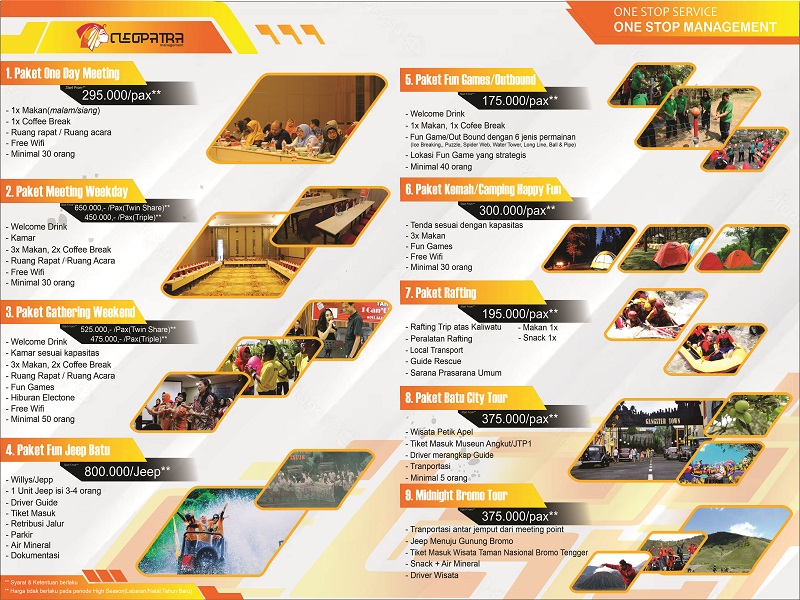 CLEOPATRA
management
ONE STOP SERVICE
ONE STOP MANAGEMENT
1. Paket One Day Meeting
Start From*
295.000/pax**
- 1x Makan(malam/siang)
- 1x Coffee Break
- Ruang rapat / Ruang acara
- Free Wifi
- Minimal 30 orang
2. Paket Meeting Weekday
650.000,- /Pax(Twin Share)**
450.000,- /Pax(Triple)**
- Welcome Drink
- Kamar
- 3x Makan, 2x Coffee Break
- Ruang Rapat / Ruang Acara
- Free Wifi
- Minimal 30 orang
3. Paket Gathering Weekend
525.000,- /Pax(Twin Share)**
475.000,- /Pax(Triple)**
- Welcome Drink
- Kamar sesuai kapasitas
- 3x Makan, 2x Coffee Break
- Ruang Rapat / Ruang Acara
- Fun Games
- Hiburan Electone
- Free Wifi
- Minimal 50 orang
4. Paket Fun Jeep Batu
800.000/Jeep**
- Willys/Jepp
- 1 Unit Jeep isi 3-4 orang
- Driver Guide
- Tiket Masuk
- Retribusi Jalur
- Parkir
- Air Mineral
- Dokumentasi
** Syarat & Ketentuan berlaku
** Harga tidak berlaku pada periode High Season(Lebaran/Natal/Tahun Baru)
5. Paket Fun Games/Outbound
175.000/pax**
- Welcome Drink
- 1x Makan, 1x Cofee Break
- Fun Game/Out Bound dengan 6 jenis permainan
(Ice Breaking,, Puzzle, Spider Web, Water Tower, Long Line, Ball & Pipe)
- Lokasi Fun Game yang strategis
- Minimal 40 orang
6. Paket Kemah/Camping Happy Fun
300.000/pax**
- Tenda sesuai dengan kapasitas
- 3x Makan
- Fun Games
- Free Wifi
- Minimal 30 orang
7. Paket Rafting
195.000/pax**
- Rafting Trip atas Kaliwatu
- Peralatan Rafting
- Local Transport
- Guide Rescue
- Sarana Prasarana Umum
- Makan 1x
- Snack 1x
8. Paket Batu City Tour
375.000/pax**
- Wisata Petik Apel
- Tiket Masuk Museun Angkut/JTP1
- Driver merangkap Guide
- Tranportasi
- Minimal 5 orang
GANGSTER TOWN
9. Midnight Bromo Tour
375.000/pax**
- Tranportasi antar jemput dari meeting point
- Jeep Menuju Gunung Bromo
- Tiket Masuk Wisata Taman Nasional Bromo Tengger
- Snack + Air Mineral
- Driver Wisata